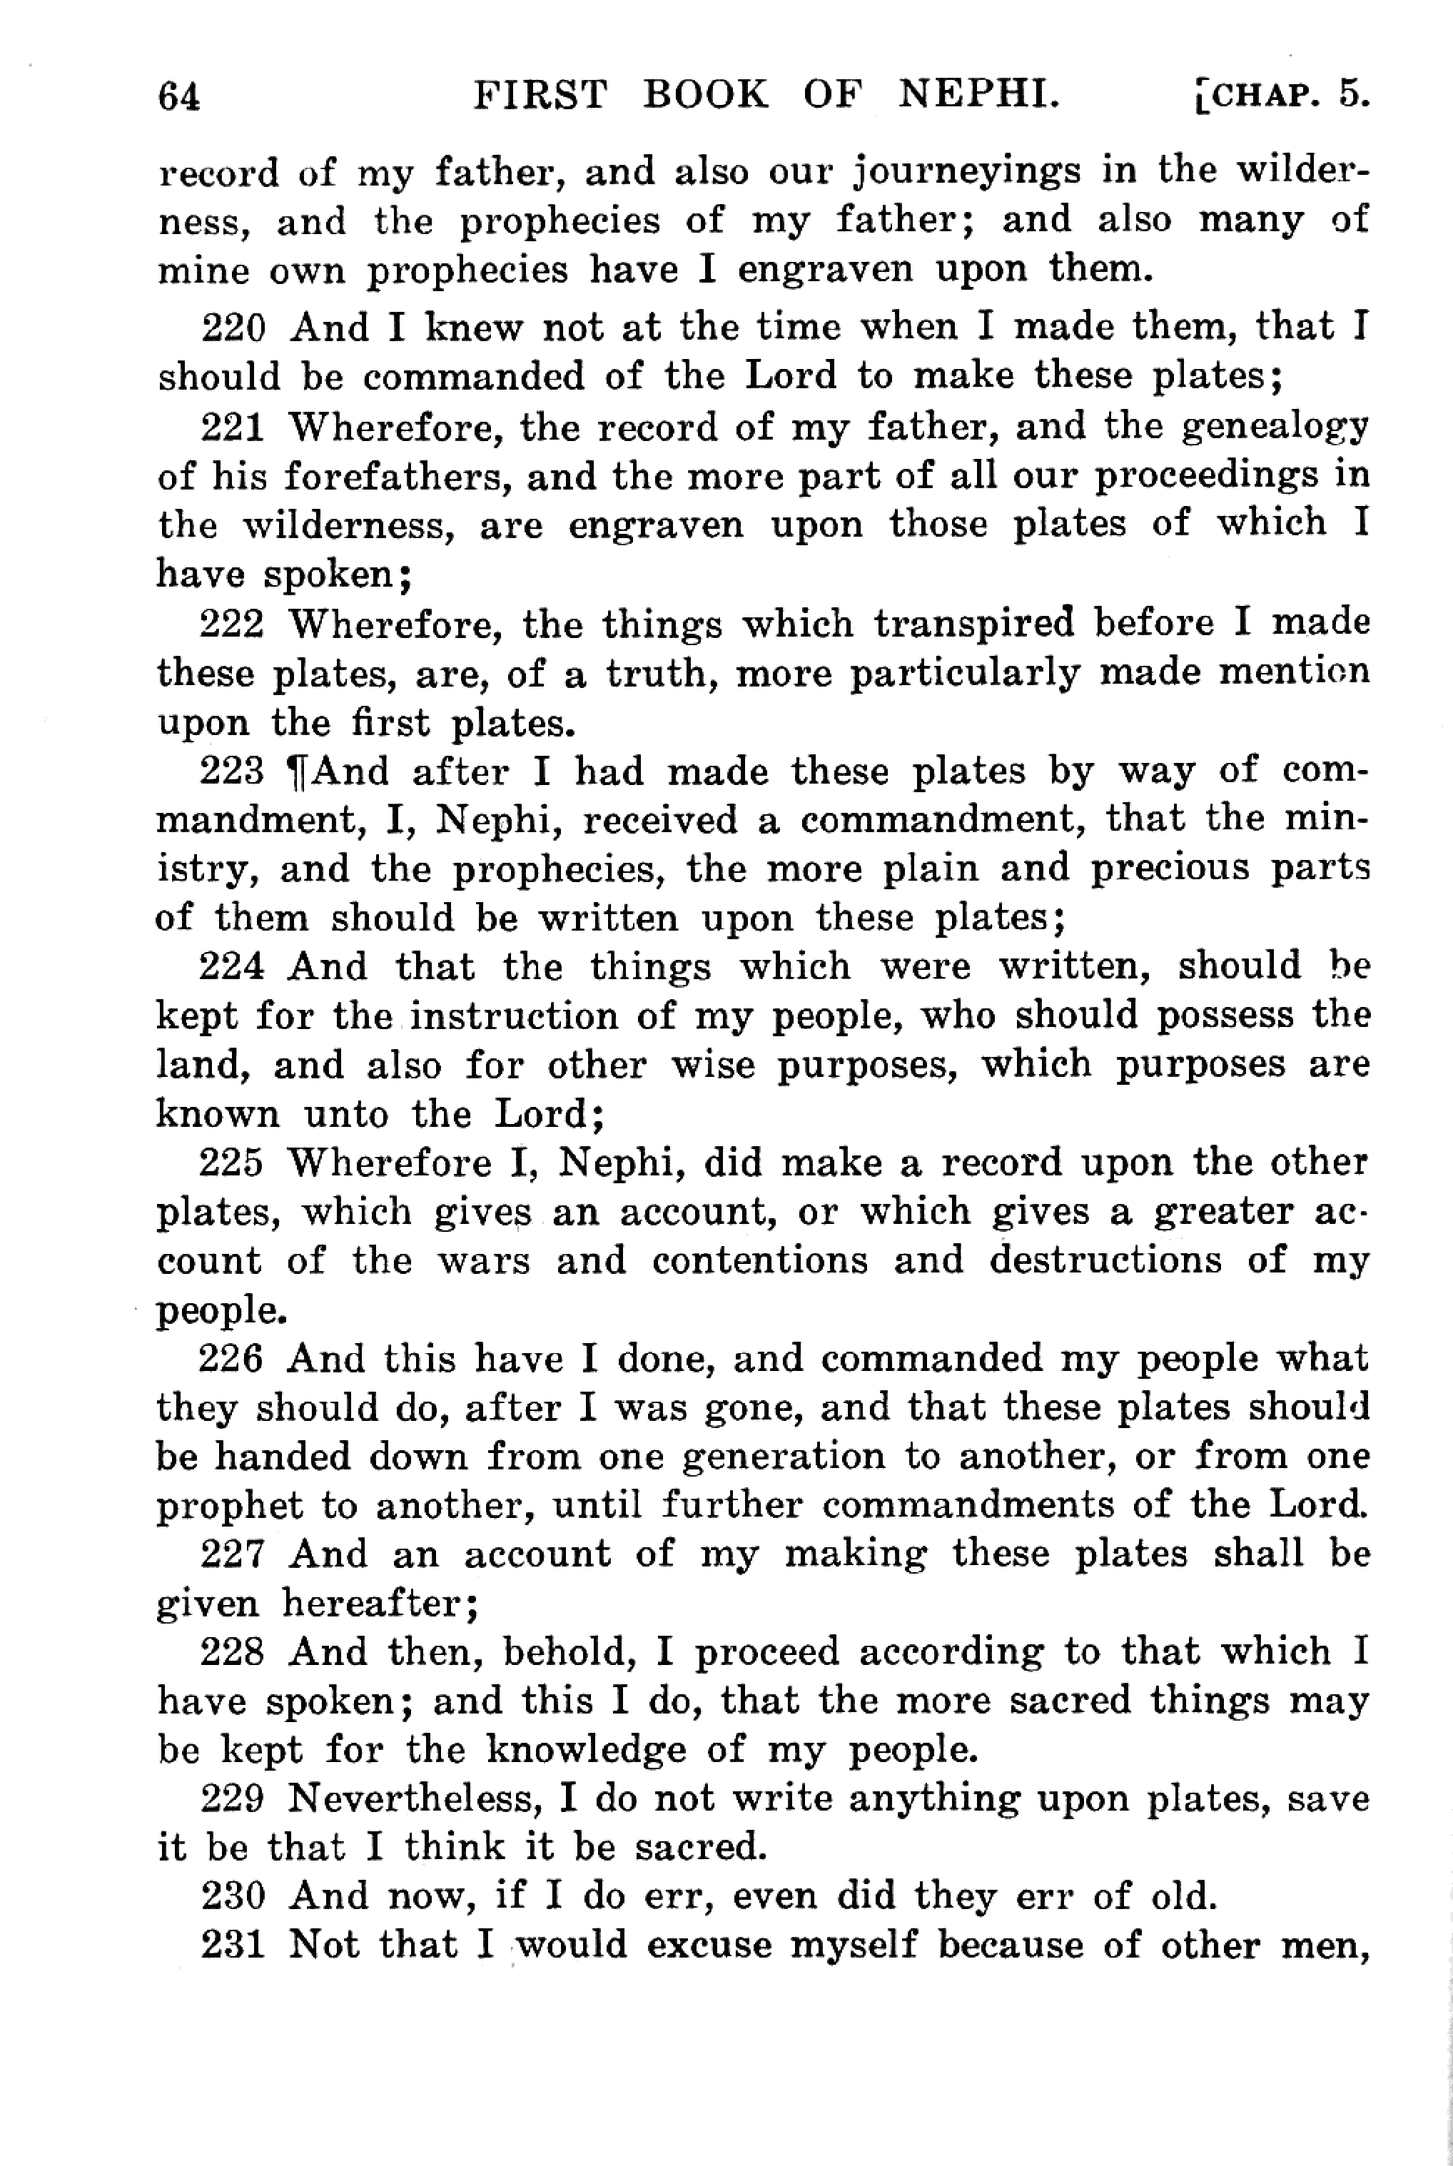 64 FIRST BOOK OF NEPHI. [CHAP. 5.
record of my father, and also our journeyings in the wilder-
ness, and the prophecies of my father; and also many of
mine own prophecies have I engraven upon them.
220 And I knew not at the time when I made them, that I
should be commanded of the Lord to make these plates;
221 Wherefore, the record of my father, and the genealogy
of his forefathers, and the more part of all our proceedings in
the wilderness, are engraven upon those plates of which I
have spoken;
222 Wherefore, the things which transpired before I made
these plates, are, of a truth, more particularly made mention
upon the first plates.
223 ¶And after I had made these plates by way of com-
mandment, I, Nephi, received a commandment, that the min-
istry, and the prophecies, the more plain and precious parts
of them should be written upon these plates;
224 And that the things which were written, should be
kept for the instruction of my people, who should possess the
land, and also for other wise purposes, which purposes are
known unto the Lord;
225 Wherefore I, Nephi, did make a record upon the other
plates, which gives an account, or which gives a greater ac-
count of the wars and contentions and destructions of my
people.
226 And this have I done, and commanded my people what
they should do, after I was gone, and that these plates should
be handed down from one generation to another, or from one
prophet to another, until further commandments of the Lord.
227 And an account of my making these plates shall be
given hereafter;
228 And then, behold, I proceed according to that which I
have spoken; and this I do, that the more sacred things may
be kept for the knowledge of my people.
229 Nevertheless, I do not write anything upon plates, save
it be that I think it be sacred.
230 And now, if I do err, even did they err of old.
231 Not that I would excuse myself because of other men,